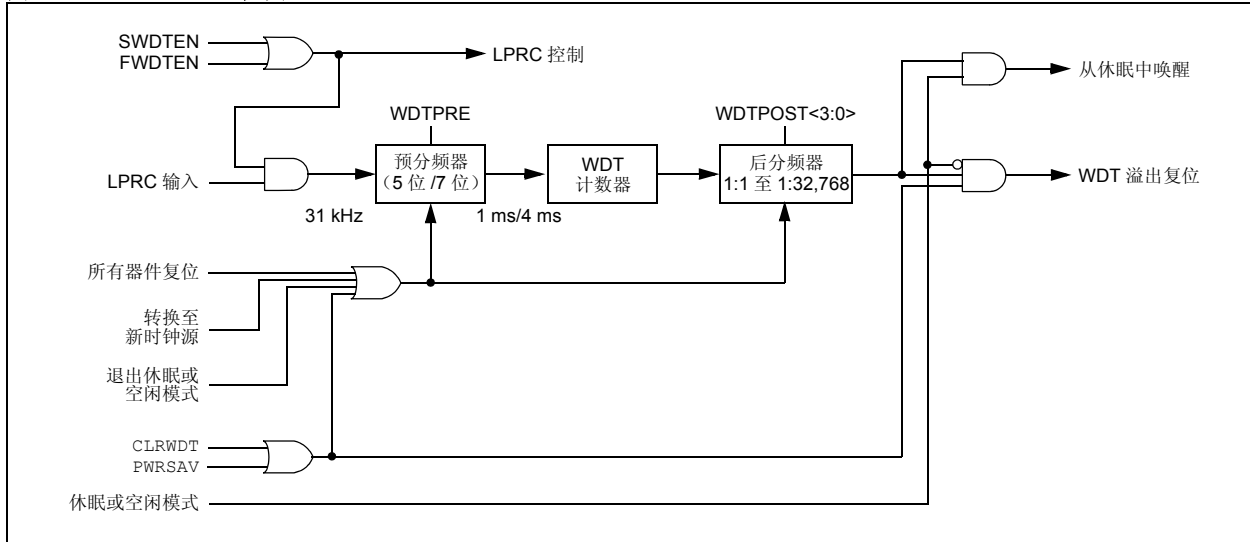 SWDTEN
FWDTEN
LPRC 控制
从休眠中唤醒
WDTPRE
WDTPOST<3:0>
LPRC 输入
预分频器
（5 位 /7 位）
WDT
计数器
后分频器
1:1 至 1:32,768
WDT 溢出复位
31 kHz
1 ms/4 ms
所有器件复位
转换至
新时钟源
退出休眠或
空闲模式
CLRWDT
PWRSAV
休眠或空闲模式